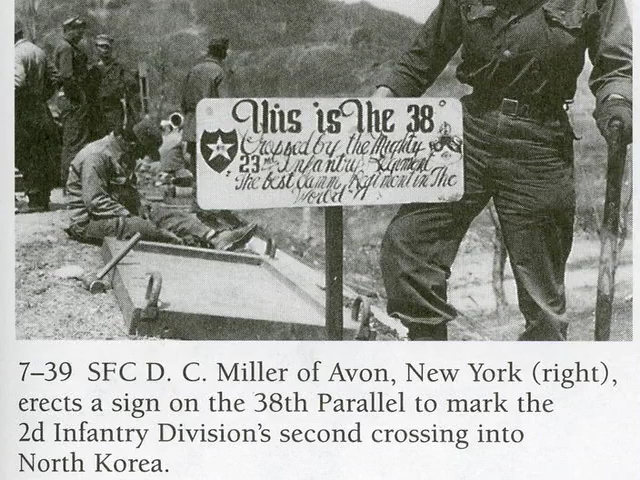 This is The 38
Crossed by the Mighty
23rd Infantry Regiment
The best Damn Regiment in The
World
7–39 SFC D. C. Miller of Avon, New York (right),
erects a sign on the 38th Parallel to mark the
2d Infantry Division's second crossing into
North Korea.